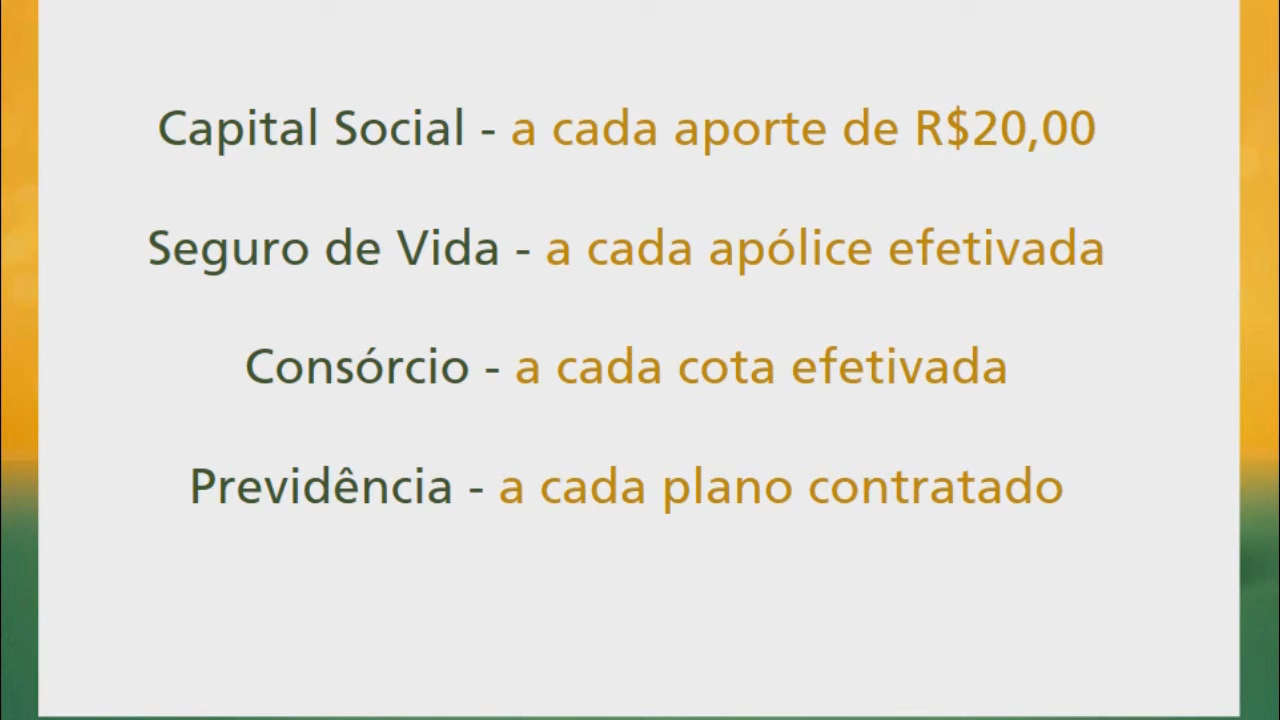 Capital Social - a cada aporte de R$20,00
Seguro de Vida - a cada apólice efetivada
Consórcio - a cada cota efetivada
Previdência - a cada plano contratado